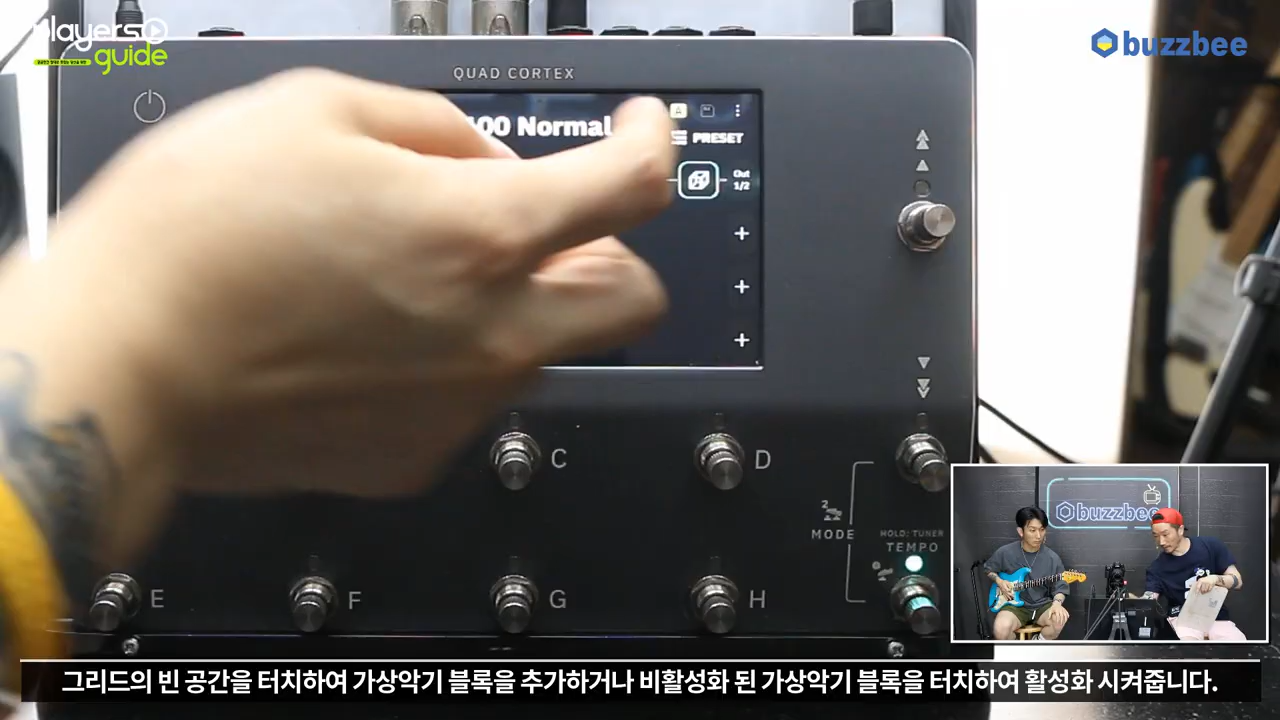 players
guide
buzzbee
QUAD CORTEX
100 Normal
A
PRESET
Out
1/2
C
D
2
MODE
HOLD: TUNER
TEMPO
E
F
G
H
buzzbee
그리드의 빈 공간을 터치하여 가상악기 블록을 추가하거나 비활성화 된 가상악기 블록을 터치하여 활성화 시켜줍니다.